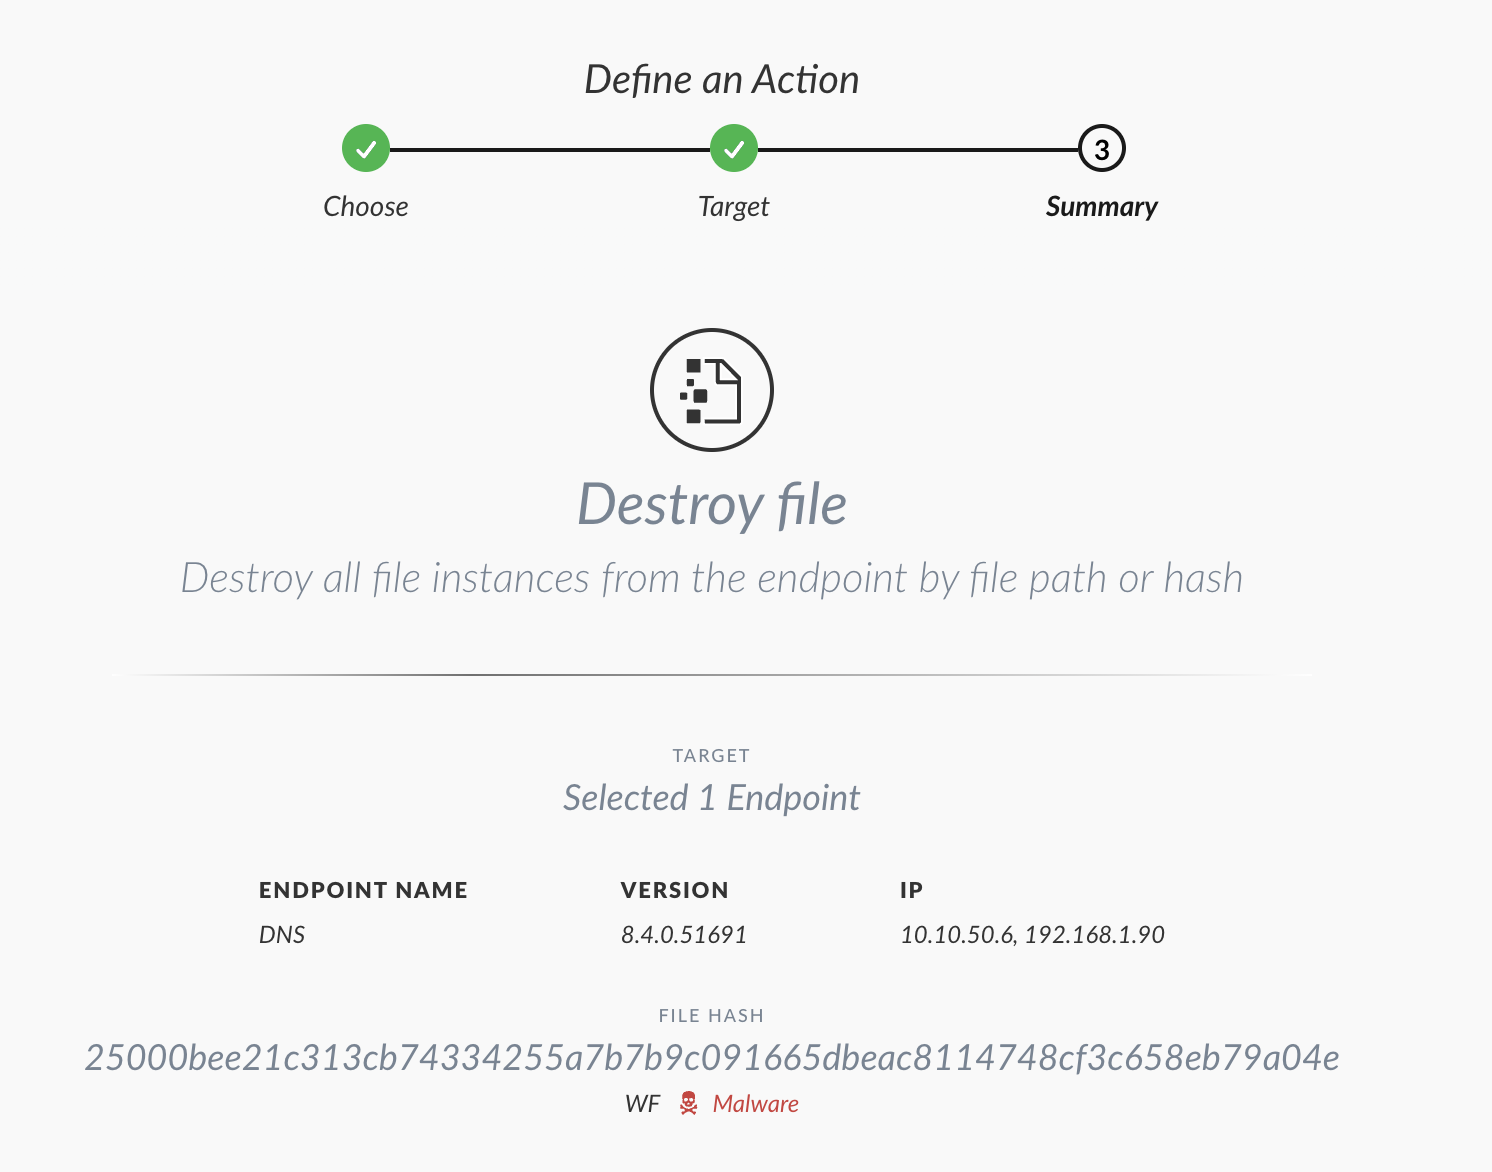 Define an Action
3
Choose Target Summary
Destroy file
Destroy all file instances from the endpoint by file path or hash
TARGET
Selected 1 Endpoint
ENDPOINT NAME VERSION IP
DNS 8.4.0.51691 10.10.50.6, 192.168.1.90
FILE HASH
25000bee21c313cb74334255a7b7b9c091665dbeac8114748cf3c658eb79a04e
WF Malware